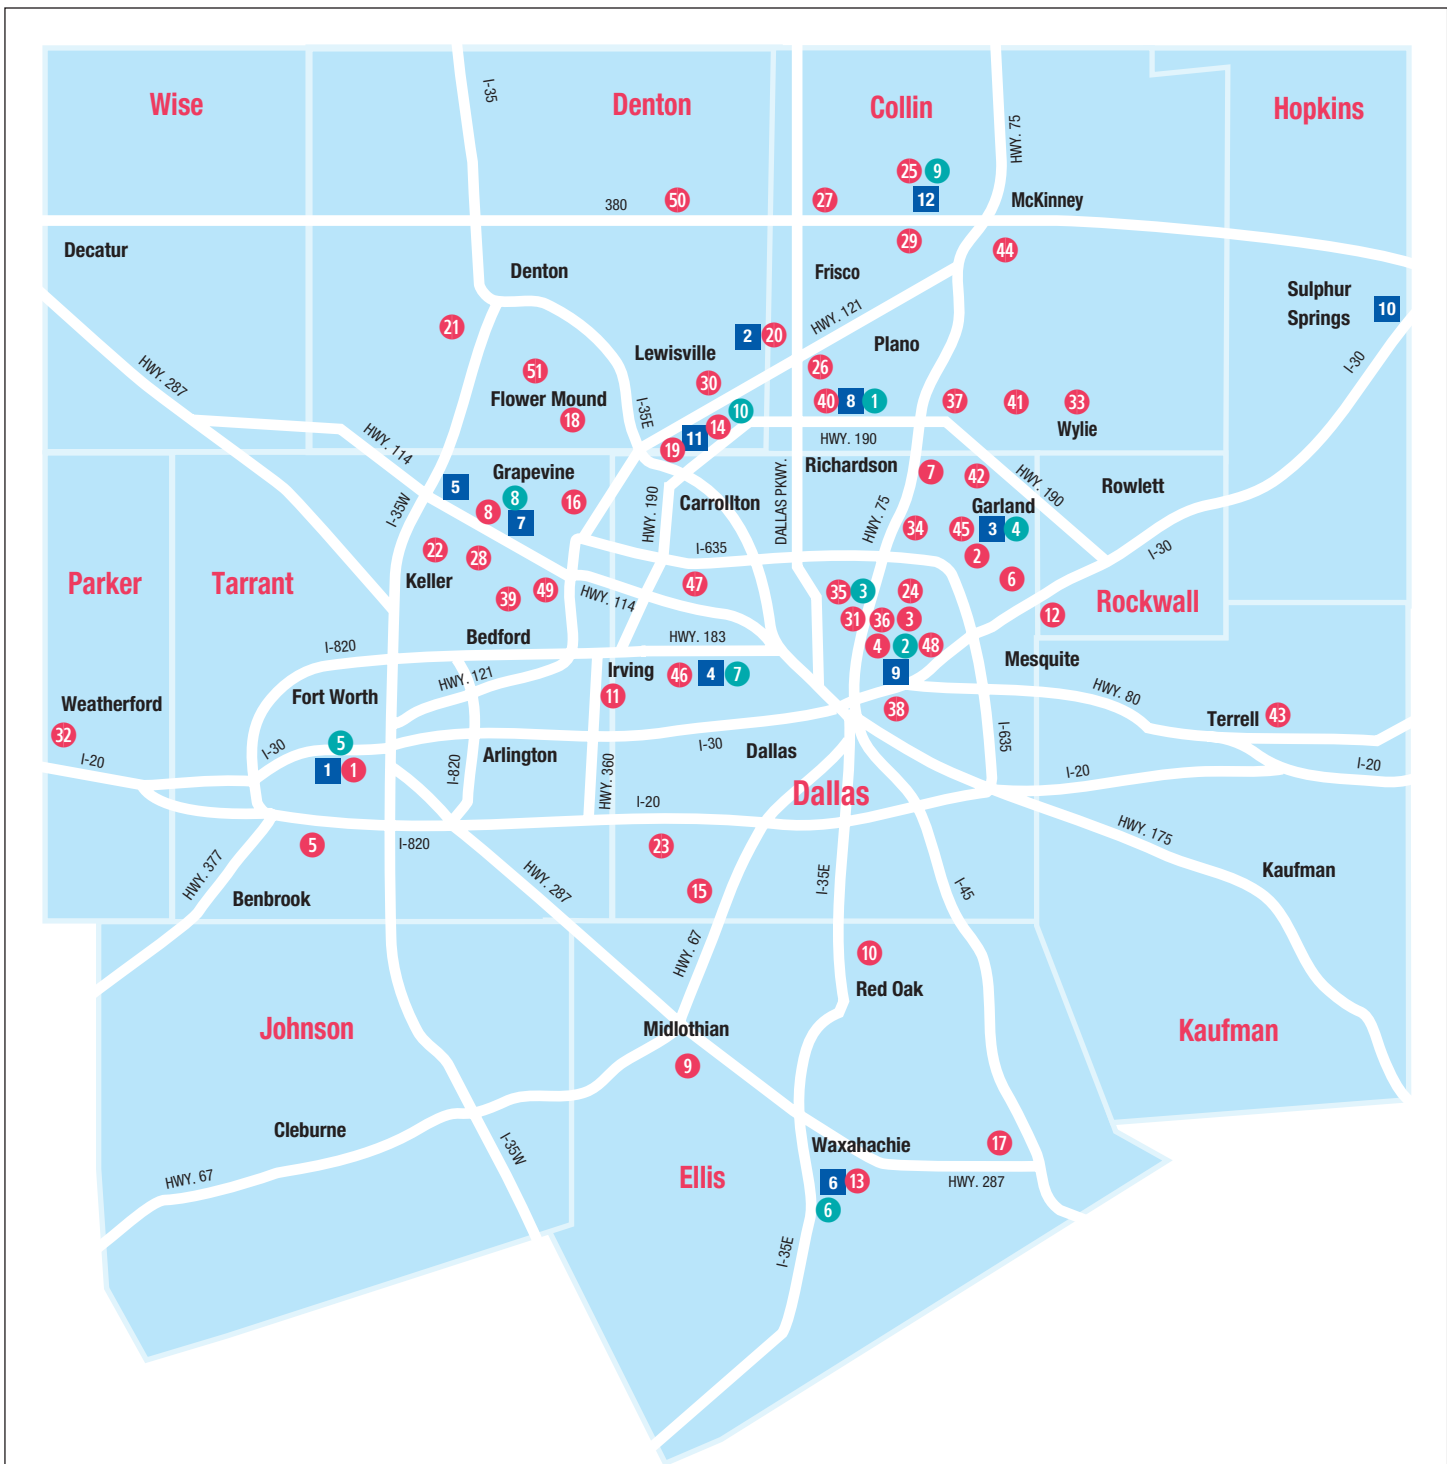 Wise
Denton
Collin
Hopkins
I-35
HWY. 75
25
9
12
50
27
McKinney
380
29
44
Decatur
Denton
Frisco
Sulphur
Springs
10
HWY. 121
21
2
20
Lewisville
Plano
HWY. 287
51
30
26
I-30
Flower Mound
18
I-35E
10
14
11
19
40
8
1
37
41
33
Wylie
HWY. 114
HWY. 190
Grapevine
5
8
8
7
16
I-35W
HWY. 190
Carrollton
DALLAS PKWY.
Richardson
7
42
HWY. 190
Rowlett
Garland
HWY. 75
34
45
3
4
2
6
I-30
22
28
Keller
39
49
I-635
47
HWY. 114
35
3
24
31
36
3
4
2
48
9
12
Parker
Tarrant
Rockwall
Bedford
HWY. 183
I-820
HWY. 121
Irving
46
4
7
11
Mesquite
HWY. 80
Weatherford
32
Fort Worth
38
Terrell
43
I-20
I-30
5
1
1
I-820
Arlington
HWY. 360
I-30
Dallas
I-635
I-20
I-20
Dallas
I-20
5
I-820
23
15
HWY. 377
Benbrook
HWY. 287
I-35E
I-45
HWY. 175
Kaufman
HWY. 67
10
Red Oak
Johnson
Midlothian
9
Kaufman
Cleburne
I-35W
HWY. 67
Ellis
Waxahachie
17
6
13
6
HWY. 287
I-35E